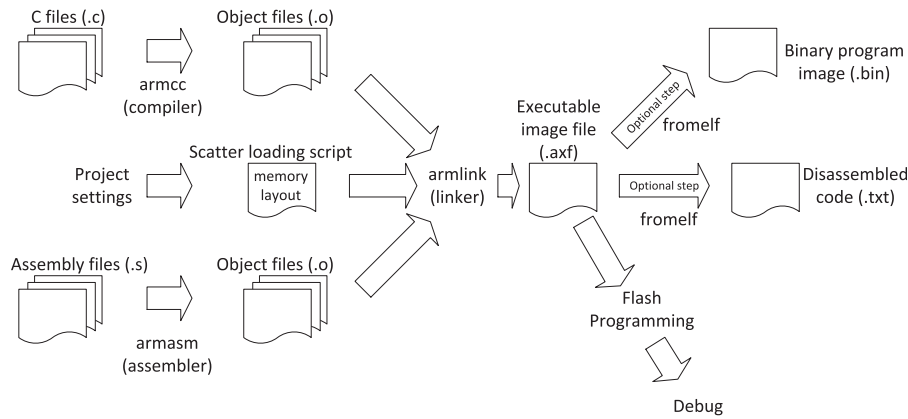 C files (.c)
armcc
(compiler)
Object files (.o)
Project
settings
Scatter loading script
memory
layout
Assembly files (.s)
armasm
(assembler)
Object files (.o)
armlink
(linker)
Executable
image file
(.axf)
Optional step
fromelf
Binary program
image (.bin)
Optional step
fromelf
Disassembled
code (.txt)
Flash
Programming
Debug